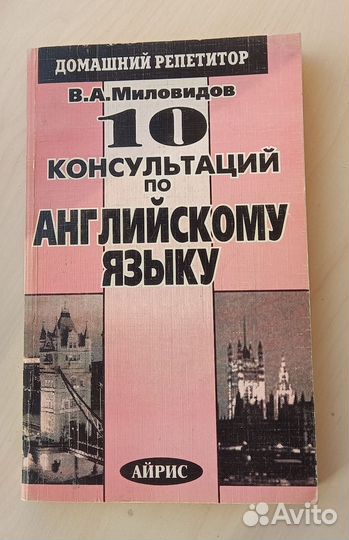 ДОМАШНИЙ РЕПЕТИТОР
В.А.Миловидов
10
КОНСУЛЬТАЦИЙ
ПО
АНГЛИЙСКОМУ
ЯЗЫКУ
АЙРИС
Avito